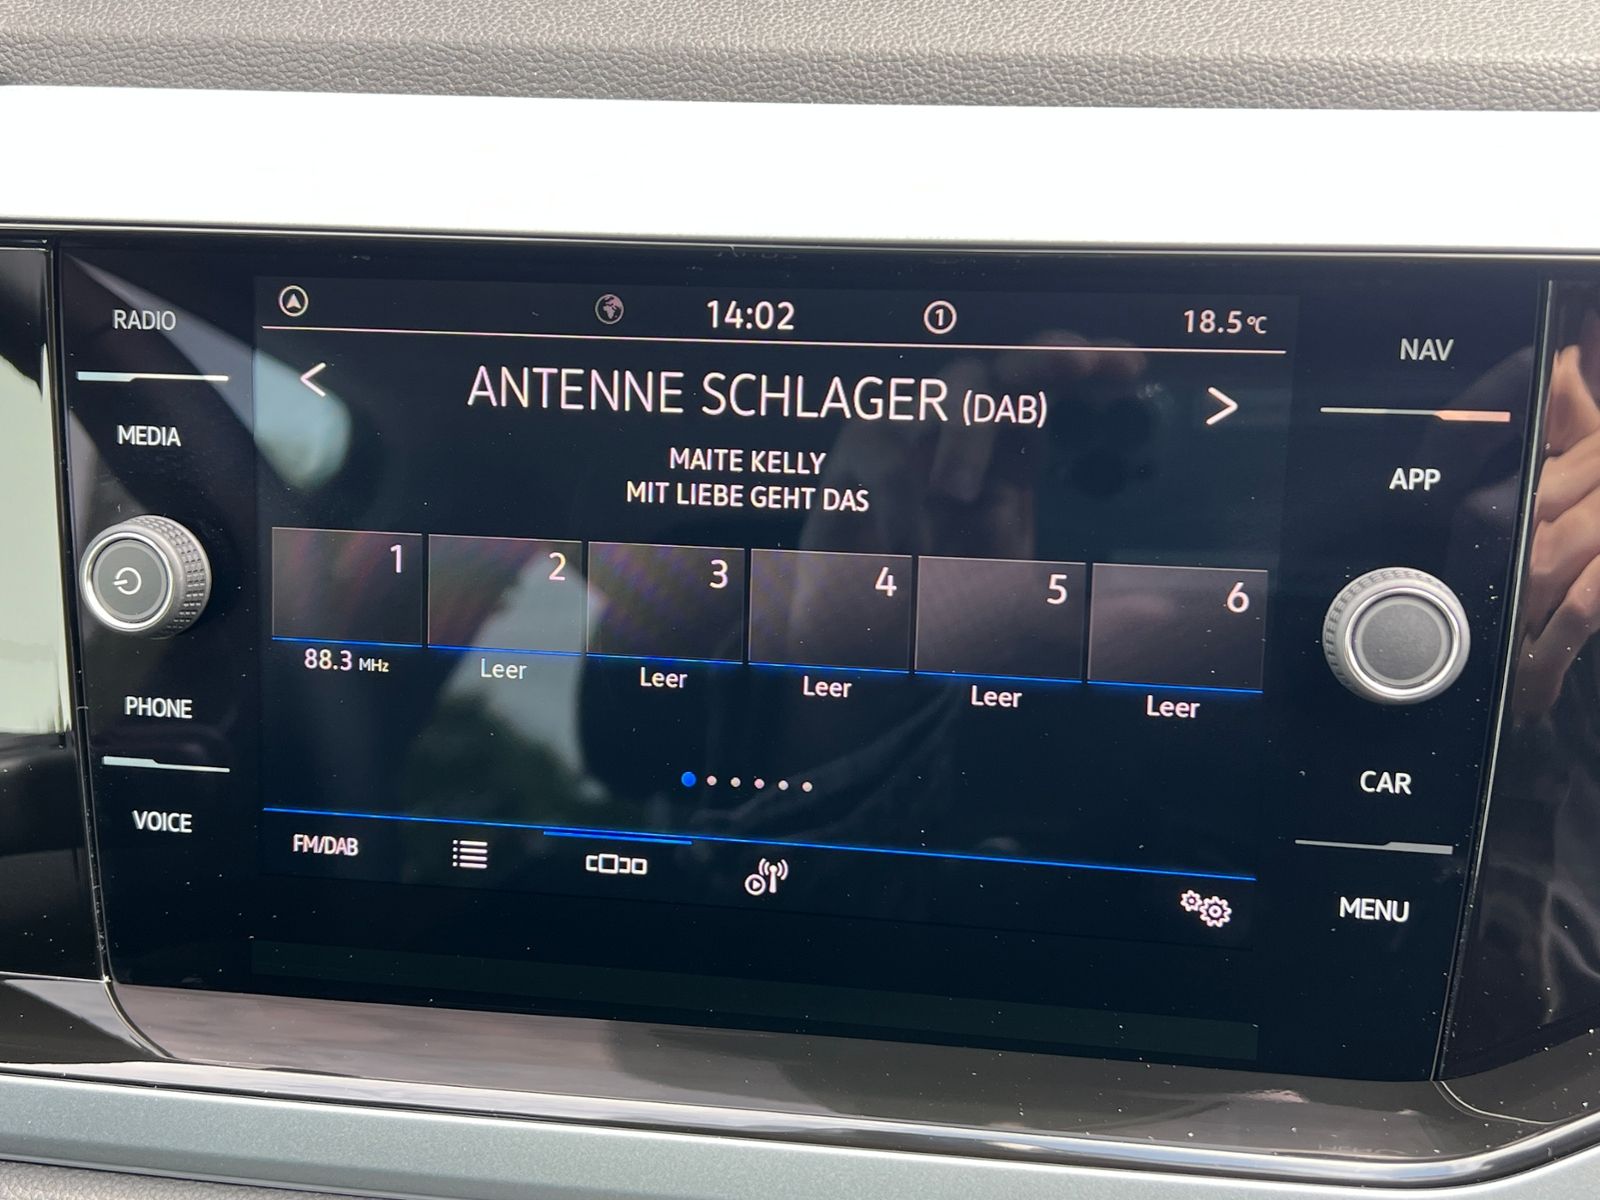 RADIO
MEDIA
PHONE
VOICE
14:02
1
18.5°C
< ANTENNE SCHLAGER (DAB) >
MAITE KELLY
MIT LIEBE GEHT DAS
1 2 3 4 5 6
88.3 MHz Leer Leer Leer Leer Leer
FM/DAB
NAV
APP
CAR
MENU